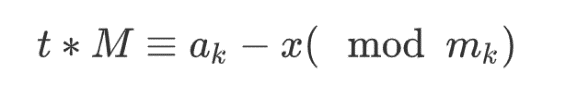 t * M ≡ a_k − x( mod m_k)